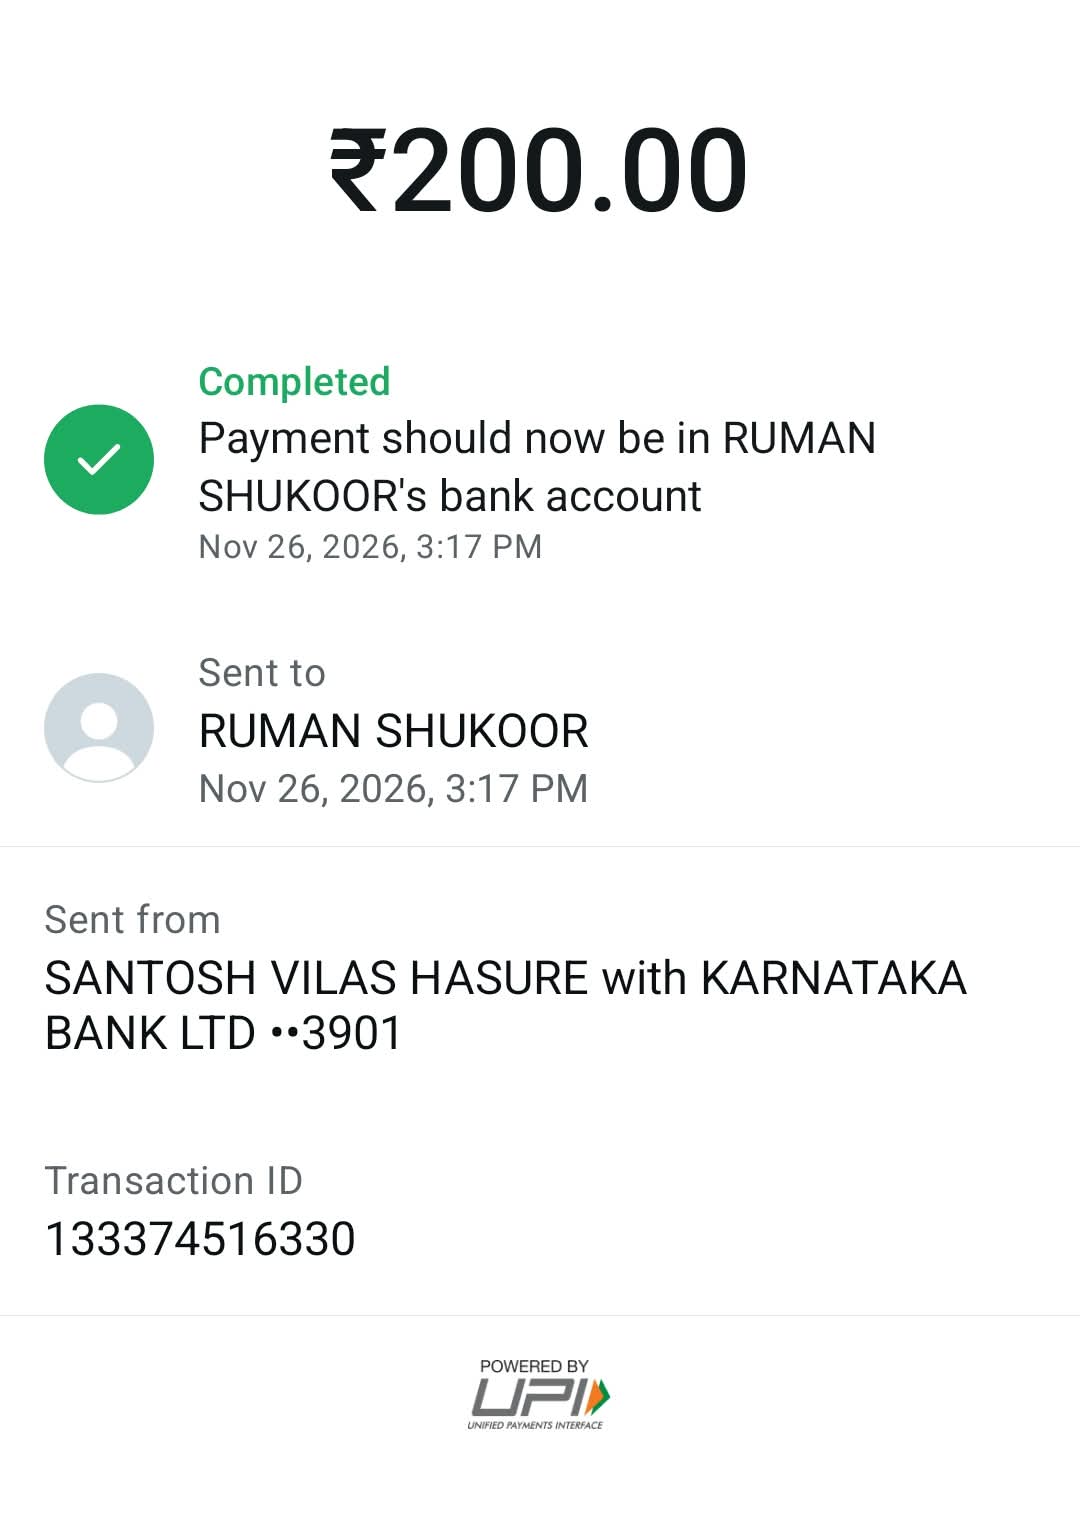 ₹200.00
Completed
Payment should now be in RUMAN
SHUKOOR's bank account
Nov 26, 2026, 3:17 PM
Sent to
RUMAN SHUKOOR
Nov 26, 2026, 3:17 PM
Sent from
SANTOSH VILAS HASURE with KARNATAKA
BANK LTD ••3901
Transaction ID
133374516330
POWERED BY
UPI
UNIFIED PAYMENTS INTERFACE